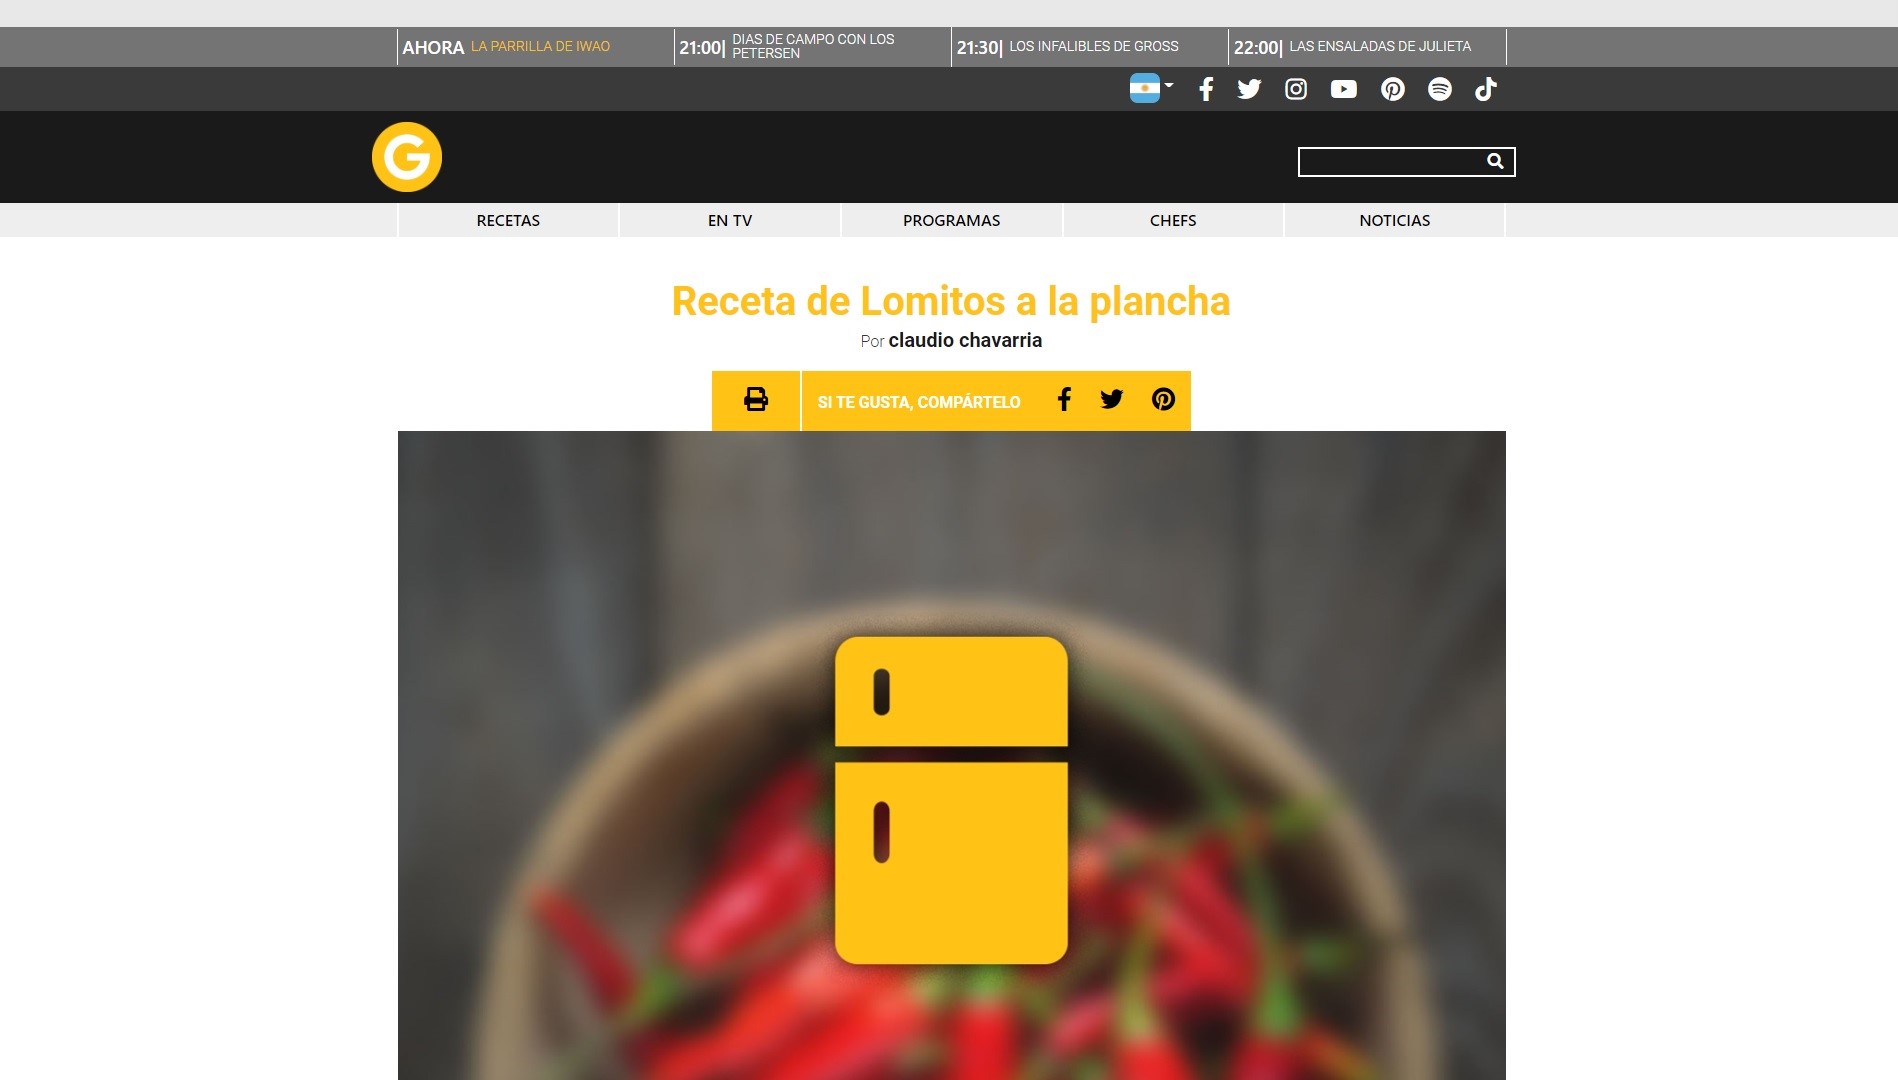 AHORA LA PARRILLA DE IWAO
21:00| DIAS DE CAMPO CON LOS
PETERSEN
21:30| LOS INFALIBLES DE GROSS
22:00| LAS ENSALADAS DE JULIETA
G
RECETAS
EN TV
PROGRAMAS
CHEFS
NOTICIAS
Receta de Lomitos a la plancha
Por claudio chavarria
SI TE GUSTA, COMPÁRTELO